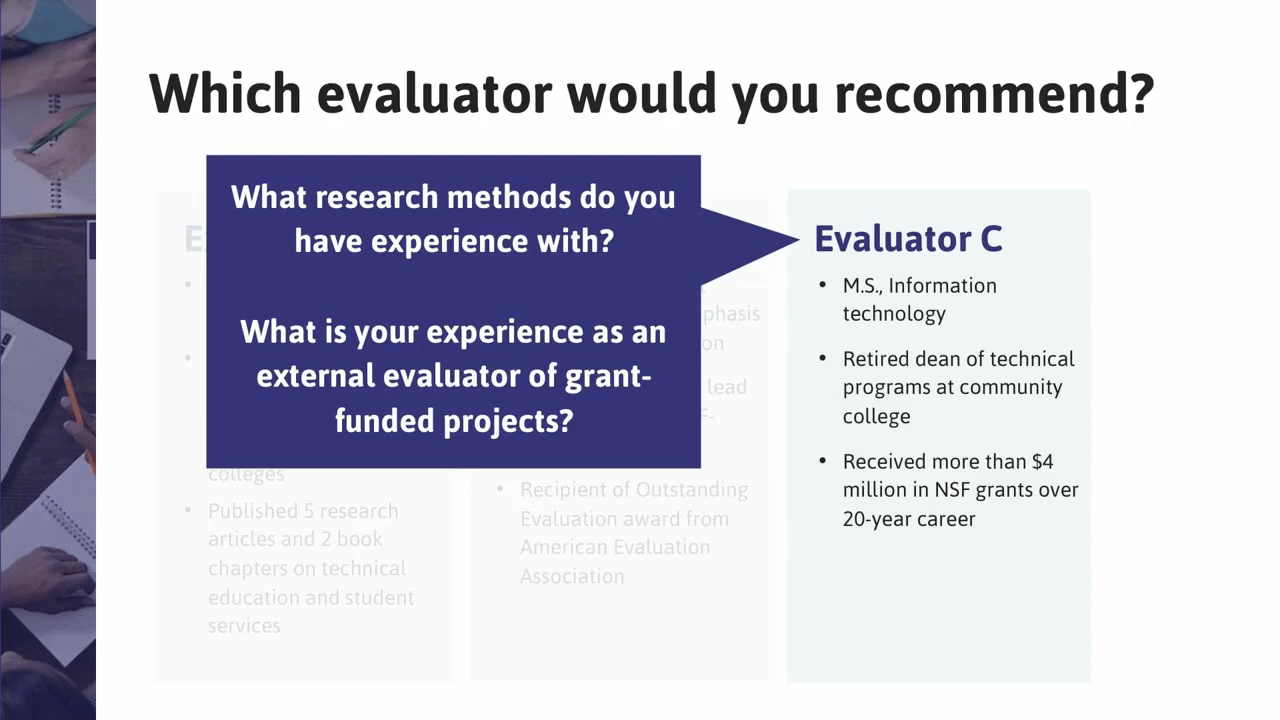 Which evaluator would you recommend?
What research methods do you
have experience with?
What is your experience as an
external evaluator of grant-
funded projects?
E
colleges
• Published 5 research
articles and 2 book
chapters on technical
education and student
services
on
lead
• Recipient of Outstanding
Evaluation award from
American Evaluation
Association
Evaluator C
• M.S., Information
technology
• Retired dean of technical
programs at community
college
• Received more than $4
million in NSF grants over
20-year career